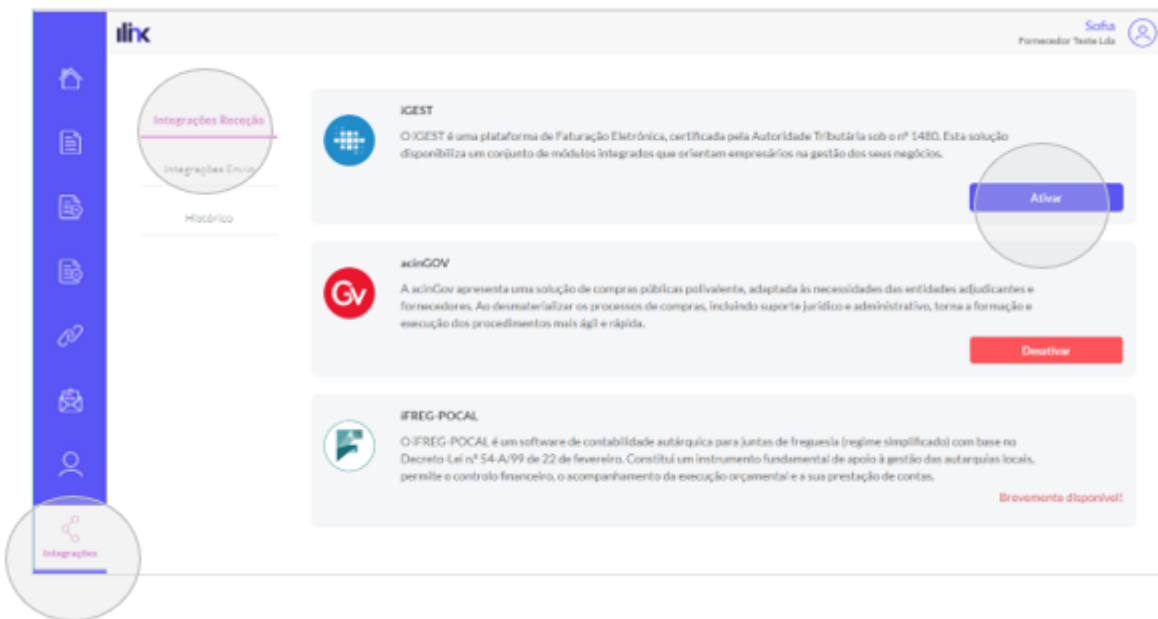 ilink
Sofia
Fornecedor Teste Lda
Integrações Receção
Integrações Envio
Histórico
iGEST
O iGEST é uma plataforma de Faturação Eletrónica, certificada pela Autoridade Tributária sob o nº 1480. Esta solução
disponibiliza um conjunto de módulos integrados que orientam empresários na gestão dos seus negócios.
Ativar
acinGOV
Gv
A acinGov apresenta uma solução de compras públicas polivalente, adaptada às necessidades das entidades adjudicantes e
fornecedores. Ao desmaterializar os processos de compras, incluindo suporte jurídico e administrativo, torna a formação e
execução dos procedimentos mais ágil e rápida.
Desativar
iFREG-POCAL
O iFREG-POCAL é um software de contabilidade autárquica para juntas de freguesia (regime simplificado) com base no
Decreto-Lei nº 54-A/99 de 22 de fevereiro. Constitui um instrumento fundamental de apoio à gestão das autarquias locais,
permite o controlo financeiro, o acompanhamento da execução orçamental e a sua prestação de contas.
Brevemente disponível!
Integrações